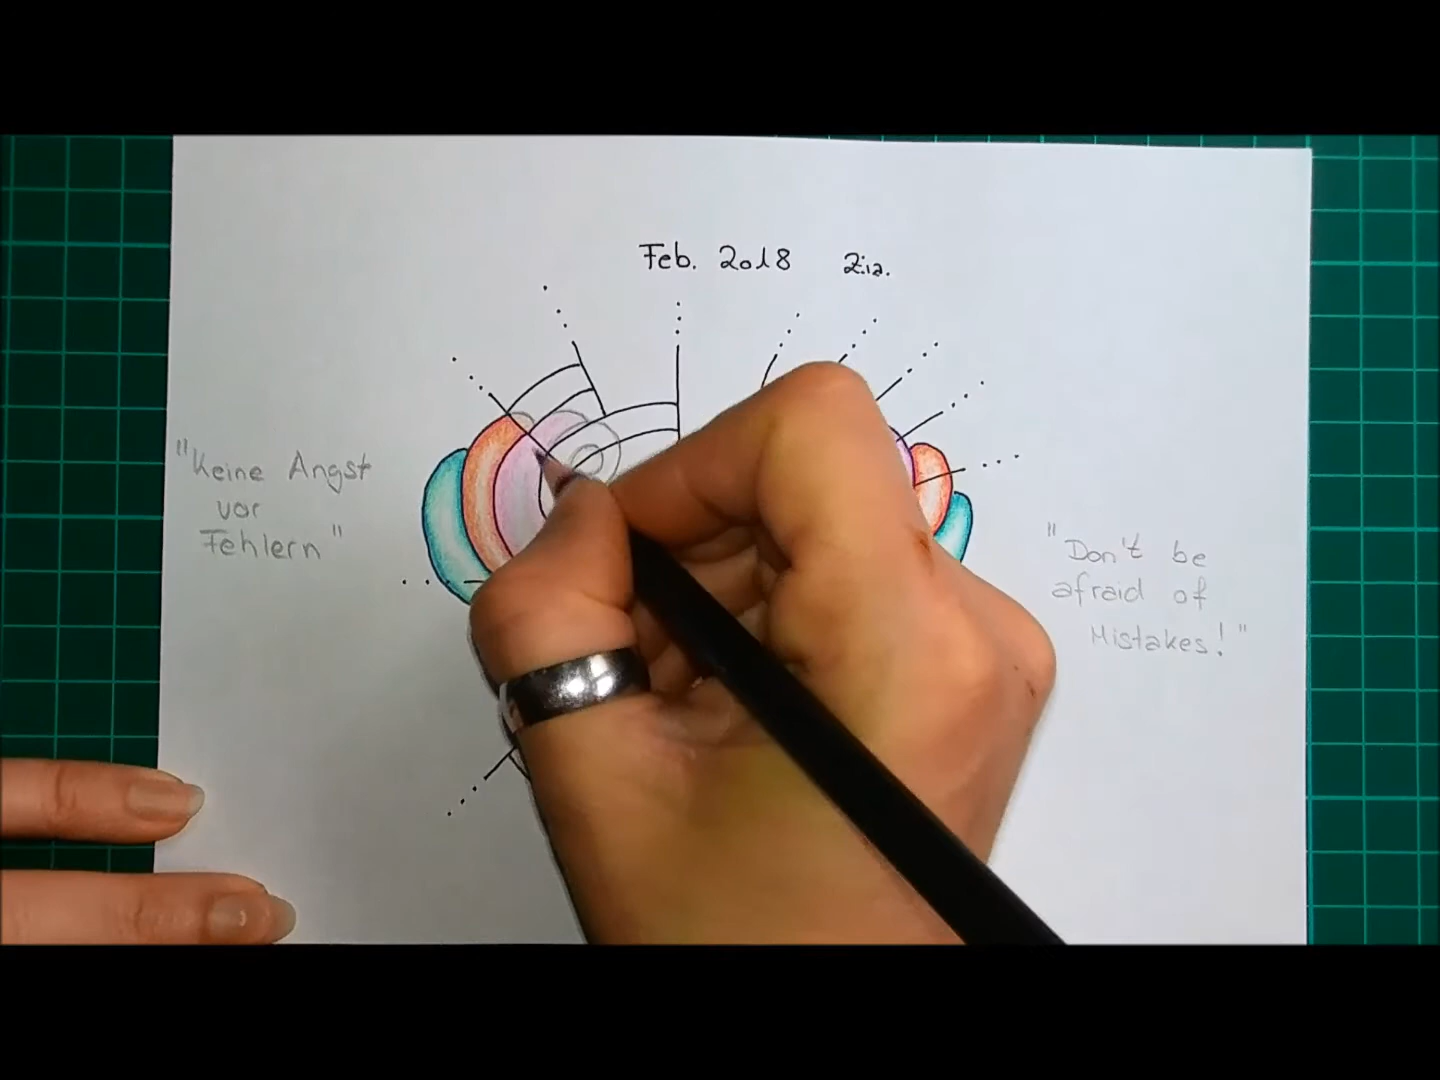 Feb. 2018 Zia.
"Keine Angst
vor
Fehlern"
"Don't be
afraid of
Mistakes!"